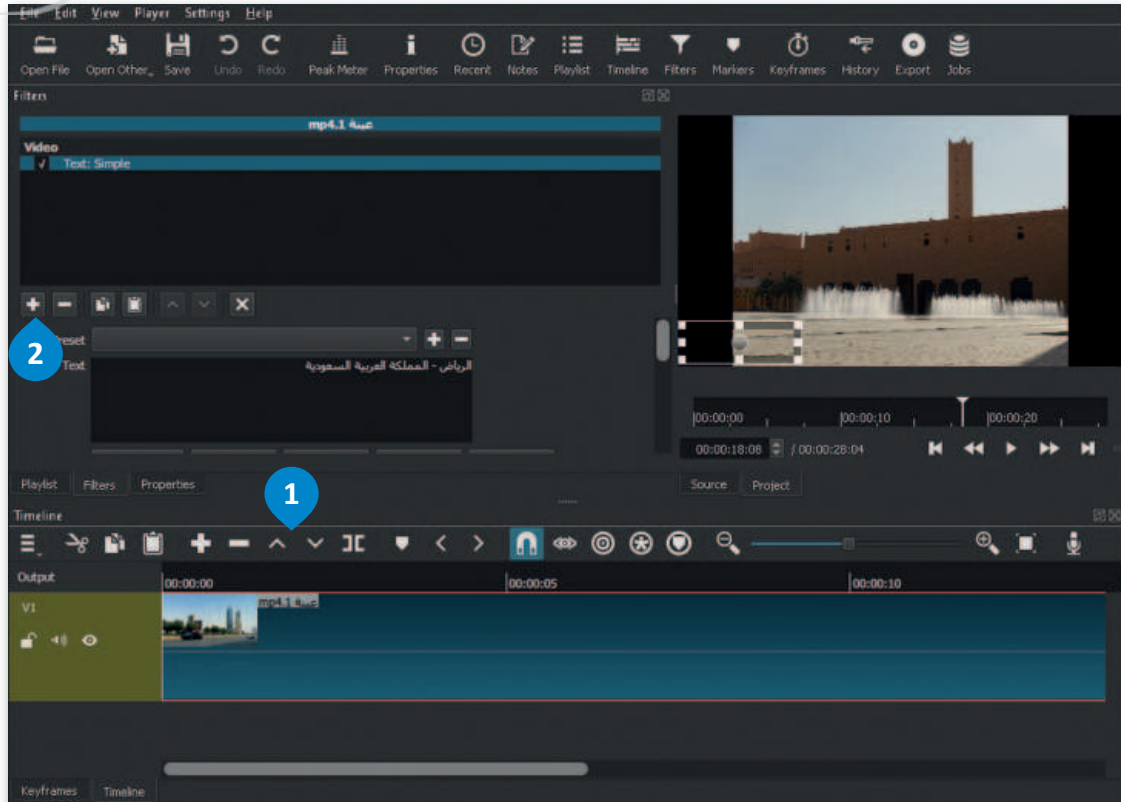 File Edit View Player Settings Help
Open File Open Other... Save Undo Redo Peak Meter Properties Recent Notes Playlist Timeline Filters Markers Keyframes History Export Jobs
Filters
عينة 1.mp4
Video
Text: Simple
2
Preset
Text
الرياض - المملكة العربية السعودية
00:00:00 00:00:10 00:00:20
00:00:18:08 / 00:00:28:04
Playlist Filters Properties
Source Project
1
Timeline
Output
00:00:00 00:00:05 00:00:10
V1
عينة 1.mp4
Keyframes Timeline